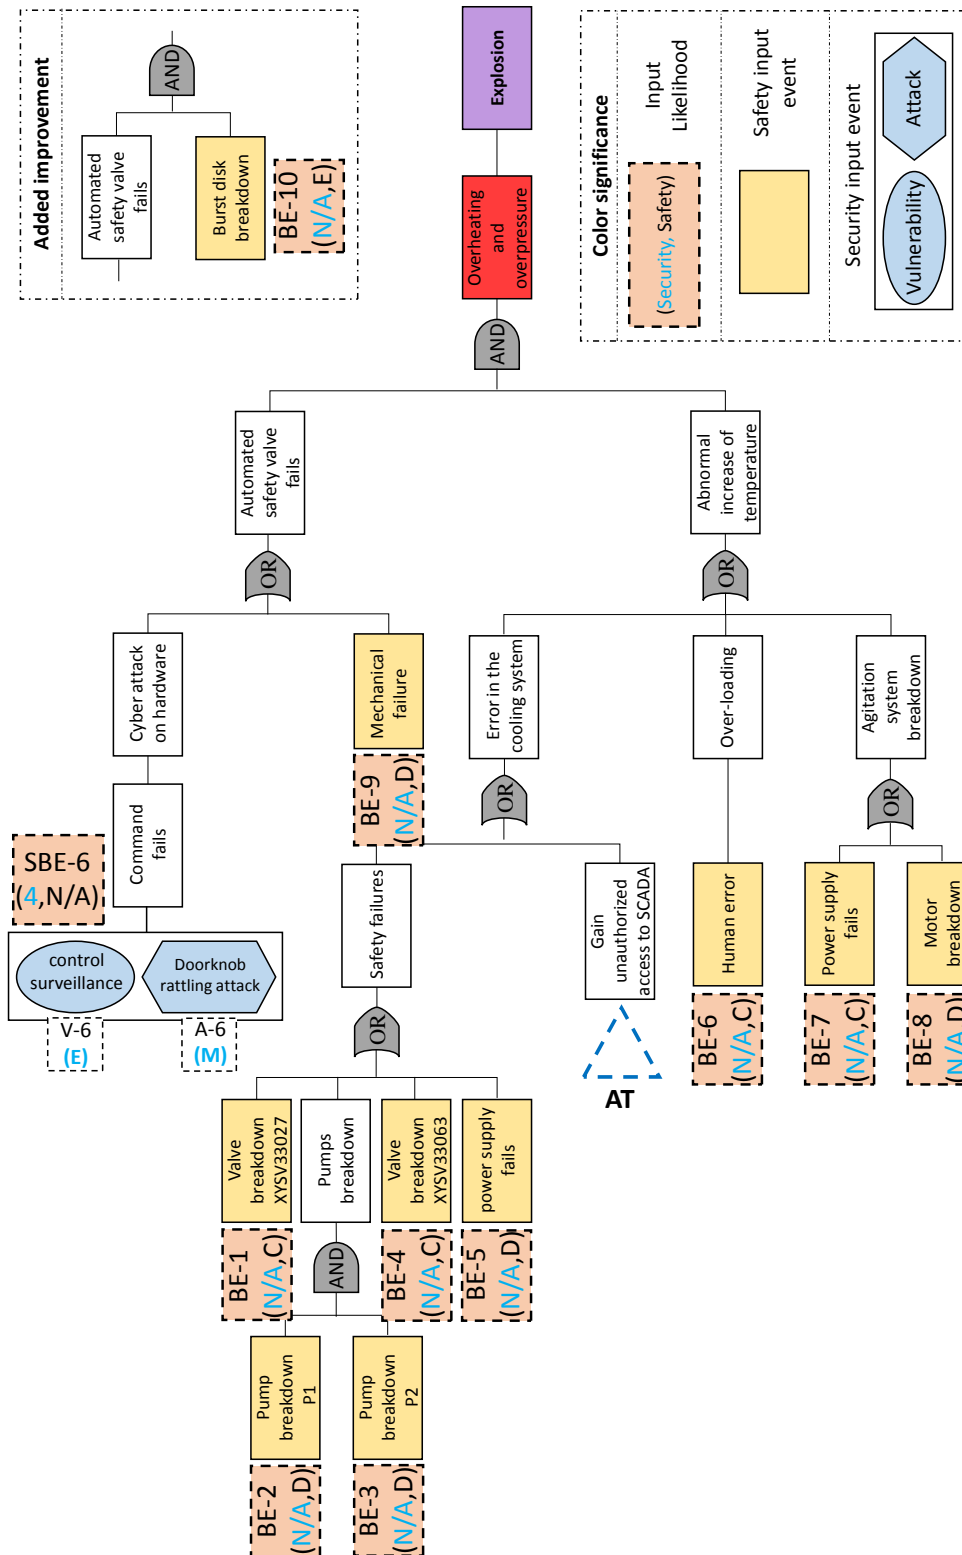 Added improvement
Automated
safety valve
fails
AND
Burst disk
breakdown
BE-10
(N/A,E)
Explosion
Overheating
and
overpressure
AND
Color significance
(Security, Safety)
Input
Likelihood
Safety input
event
Security input event
Vulnerability
Attack
Automated
safety valve
fails
OR
Abnormal
increase of
temperature
OR
Cyber attack
on hardware
Command
fails
SBE-6
(4,N/A)
control
surveillance
Doorknob
rattling attack
V-6
(E)
A-6
(M)
Mechanical
failure
BE-9
(N/A,D)
Error in the
cooling system
OR
Over-loading
Agitation
system
breakdown
OR
Safety failures
OR
Gain
unauthorized
access to SCADA
AT
Human error
BE-6
(N/A,C)
Power supply
fails
BE-7
(N/A,C)
Motor
breakdown
BE-8
(N/A,D)
Valve
breakdown
XYSV33027
BE-1
(N/A,C)
Pumps
breakdown
AND
Valve
breakdown
XYSV33063
BE-4
(N/A,C)
power supply
fails
BE-5
(N/A,D)
Pump
breakdown
P1
BE-2
(N/A,D)
Pump
breakdown
P2
BE-3
(N/A,D)